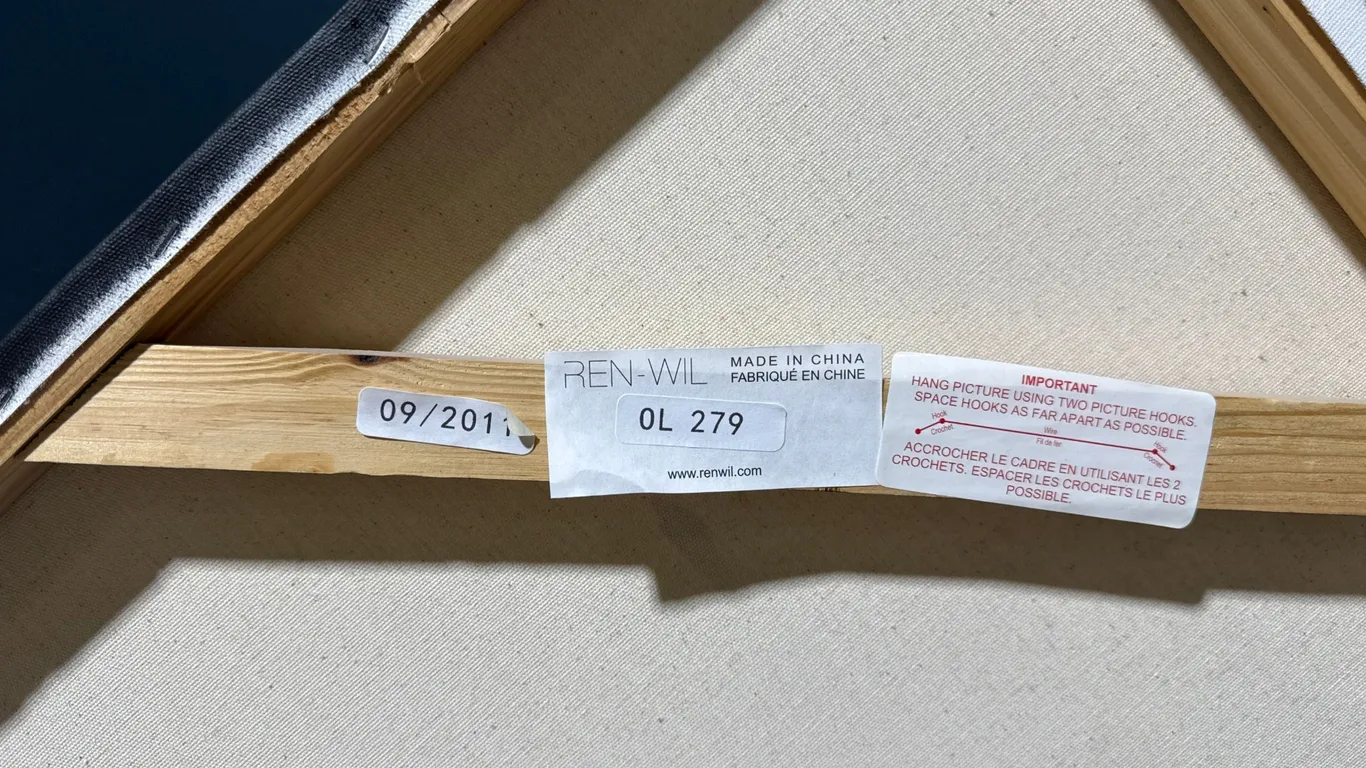 09/2011
REN-WIL
MADE IN CHINA
FABRIQUÉ EN CHINE
OL 279
www.renwil.com
IMPORTANT
HANG PICTURE USING TWO PICTURE HOOKS.
SPACE HOOKS AS FAR APART AS POSSIBLE.
Hook
Crochet
Wire
Fil de fer
Hook
Crochet
ACCROCHER LE CADRE EN UTILISANT LES 2
CROCHETS. ESPACER LES CROCHETS LE PLUS
POSSIBLE.